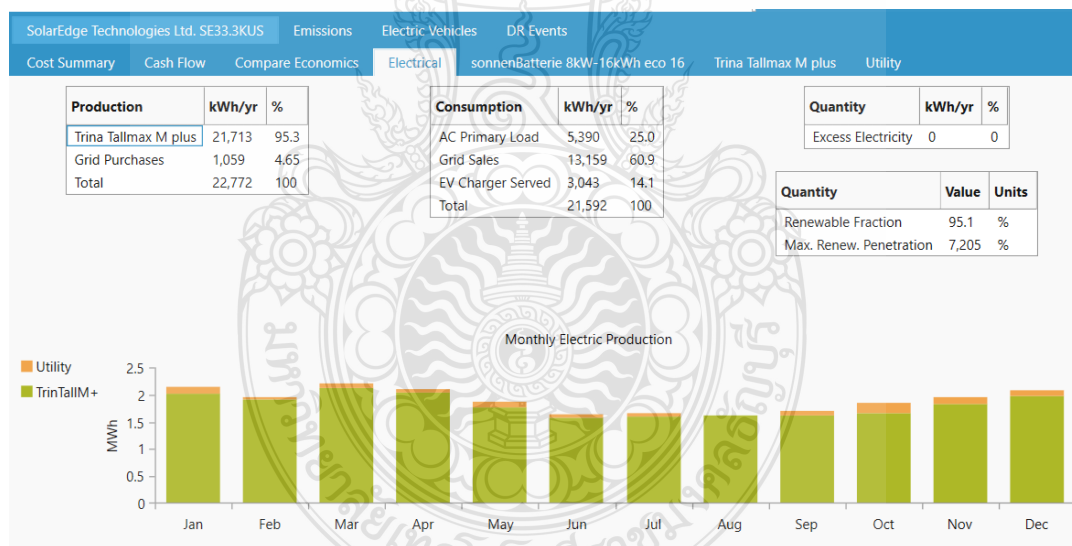 SolarEdge Technologies Ltd. SE33.3KUS Emissions Electric Vehicles DR Events
Cost Summary Cash Flow Compare Economics Electrical sonnenBatterie 8kW-16kWh eco 16 Trina Tallmax M plus Utility
Production kWh/yr %
Trina Tallmax M plus 21,713 95.3
Grid Purchases 1,059 4.65
Total 22,772 100
Consumption kWh/yr %
AC Primary Load 5,390 25.0
Grid Sales 13,159 60.9
EV Charger Served 3,043 14.1
Total 21,592 100
Quantity kWh/yr %
Excess Electricity 0 0
Quantity Value Units
Renewable Fraction 95.1 %
Max. Renew. Penetration 7,205 %
Monthly Electric Production
Utility
TrinTallM+
MWh
2.5
2
1.5
1
0.5
0
Jan Feb Mar Apr May Jun Jul Aug Sep Oct Nov Dec